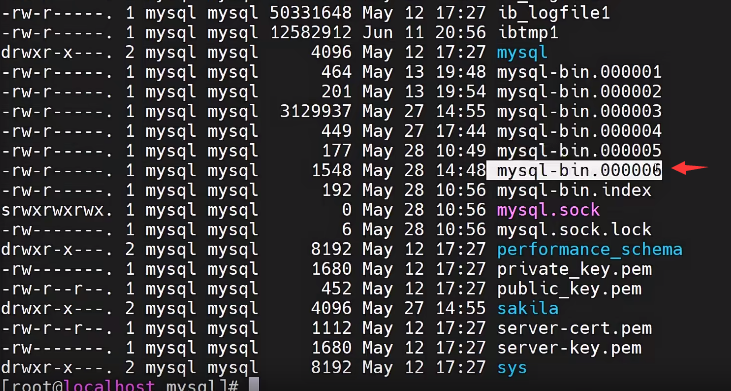 -rw-r-----. 1 mysql mysql 50331648 May 12 17:27 ib_logfile1
-rw-r-----. 1 mysql mysql 12582912 Jun 11 20:56 ibtmp1
drwxr-x---. 2 mysql mysql     4096 May 12 17:27 mysql
-rw-r-----. 1 mysql mysql      464 May 13 19:48 mysql-bin.000001
-rw-r-----. 1 mysql mysql      201 May 13 19:54 mysql-bin.000002
-rw-r-----. 1 mysql mysql  3129937 May 27 14:55 mysql-bin.000003
-rw-r-----. 1 mysql mysql      449 May 27 17:44 mysql-bin.000004
-rw-r-----. 1 mysql mysql      177 May 28 10:49 mysql-bin.000005
-rw-r-----. 1 mysql mysql     1548 May 28 14:48 mysql-bin.000006
-rw-r-----. 1 mysql mysql      192 May 28 10:56 mysql-bin.index
srwxrwxrwx. 1 mysql mysql        0 May 28 10:56 mysql.sock
-rw-------. 1 mysql mysql        6 May 28 10:56 mysql.sock.lock
drwxr-x---. 2 mysql mysql     8192 May 12 17:27 performance_schema
-rw-------. 1 mysql mysql     1680 May 12 17:27 private_key.pem
-rw-r--r--. 1 mysql mysql      452 May 12 17:27 public_key.pem
drwxr-x---. 2 mysql mysql     4096 May 27 14:55 sakila
-rw-r--r--. 1 mysql mysql     1112 May 12 17:27 server-cert.pem
-rw-------. 1 mysql mysql     1680 May 12 17:27 server-key.pem
drwxr-x---. 2 mysql mysql     8192 May 12 17:27 sys
[root@localhost mysql]#